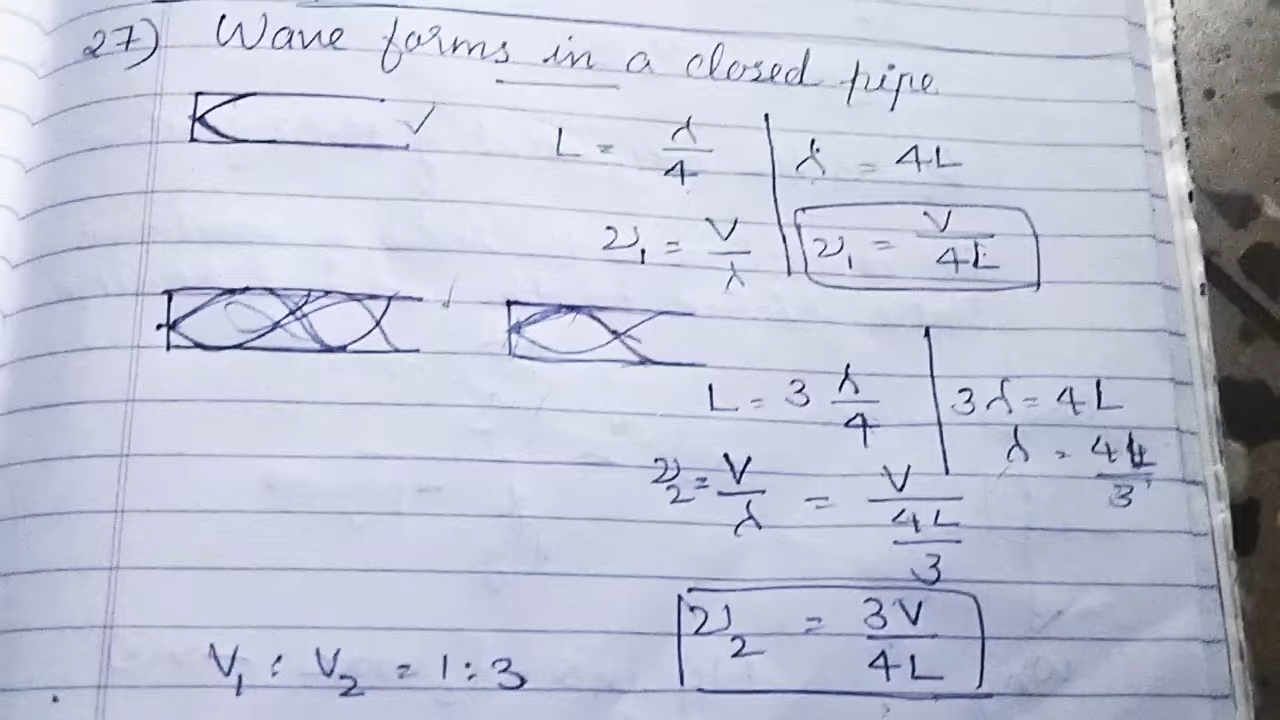 27) Wave forms in a closed pipe
L = λ/4 | λ = 4L
ν₁ = V/λ | ν₁ = V/4L
L = 3 λ/4 | 3λ = 4L
λ = 4L/3
ν₂ = V/λ = V/(4L/3)
ν₂ = 3V/4L
V₁ : V₂ = 1 : 3